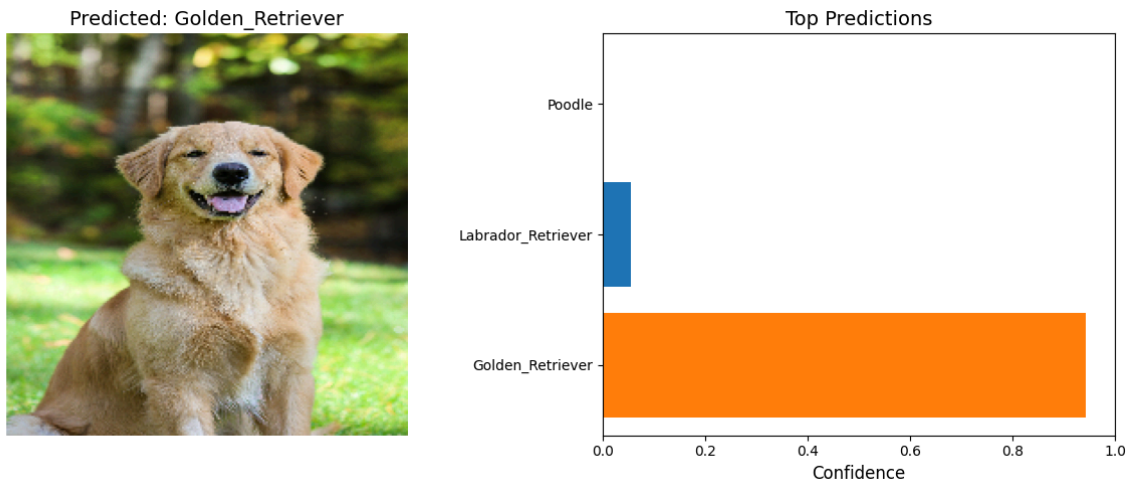 Predicted: Golden_Retriever
Top Predictions
Poodle
Labrador_Retriever
Golden_Retriever
0.0 0.2 0.4 0.6 0.8 1.0
Confidence